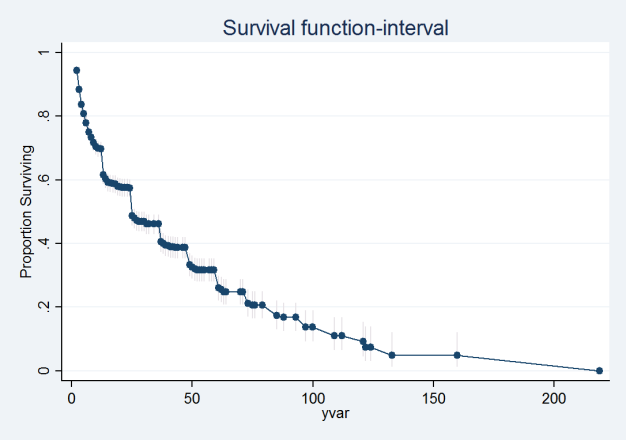 Survival function-interval
Proportion Surviving
1
.8
.6
.4
.2
0
0 50 100 150 200
yvar